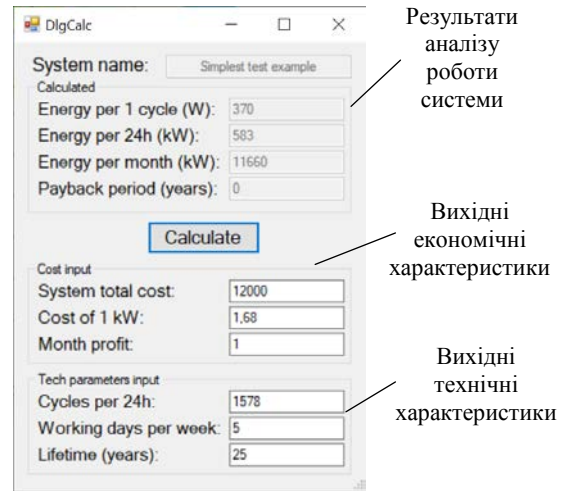 DlgCalc
System name: Simplest test example
Calculated
Energy per 1 cycle (W): 370
Energy per 24h (kW): 583
Energy per month (kW): 11660
Payback period (years): 0
Calculate
Cost input
System total cost: 12000
Cost of 1 kW: 1,68
Month profit: 1
Tech parameters input
Cycles per 24h: 1578
Working days per week: 5
Lifetime (years): 25
Результати
аналізу
роботи
системи
Вихідні
економічні
характеристики
Вихідні
технічні
характеристики